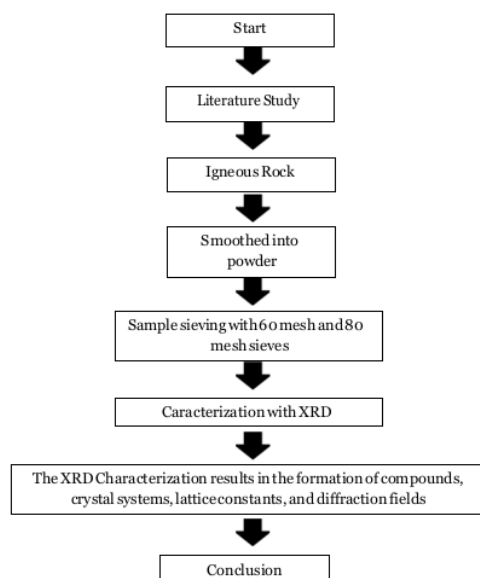 Start
Literature Study
Igneous Rock
Smoothed into
powder
Sample sieving with 60 mesh and 80
mesh sieves
Caracterization with XRD
The XRD Characterization results in the formation of compounds,
crystal systems, lattice constants, and diffraction fields
Conclusion